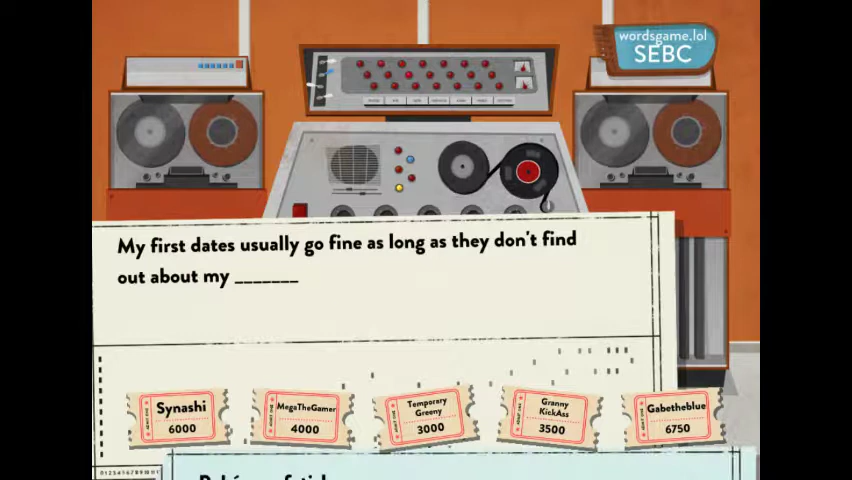 wordsgame.lol
SEBC
My first dates usually go fine as long as they don't find
out about my _______
Synashi
6000
MegaTheGamer
4000
Temporary
Greeny
3000
Granny
KickAss
3500
Gabetheblue
6750